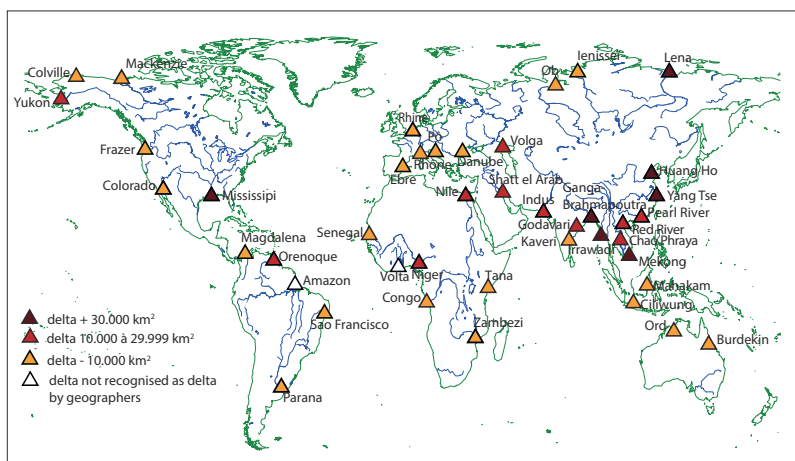 Ienissei
Lena
Colville
Mackenzie
Ob
Yukon
Rhine
Po
Volga
Frazer
Rhône
Danube
Huang Ho
Ebre
Shatt el Arab
Colorado
Mississipi
Nile
Ganga
Yang Tse
Indus
Brahmapoutra
Pearl River
Godavari
Red River
Senegal
Magdalena
Kaveri
Irrawadi
Chao Phraya
Orenoque
Mekong
Amazon
Volta
Niger
Tana
Mahakam
Congo
Ciliwung
delta + 30.000 km²
Sao Francisco
Zambezi
Ord
delta 10.000 à 29.999 km²
Burdekin
delta - 10.000 km²
delta not recognised as delta
by geographers
Parana